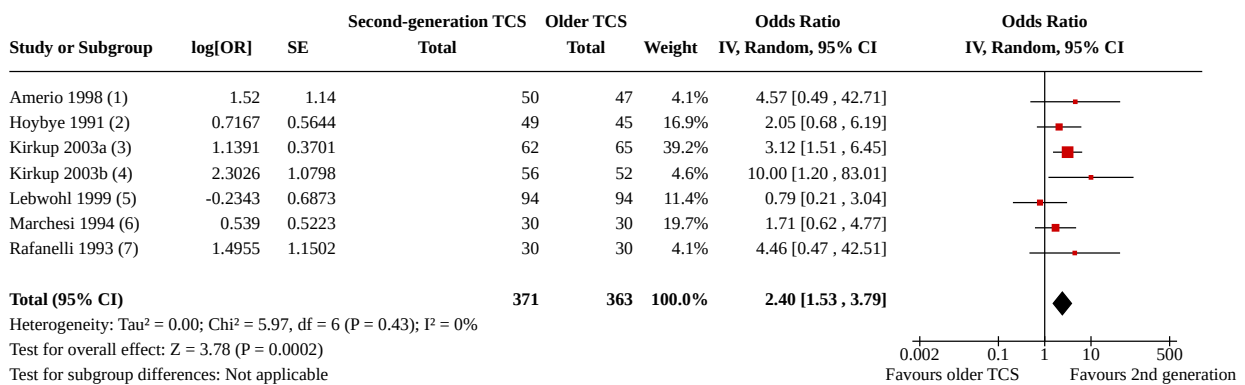 Second-generation TCS Older TCS Odds Ratio Odds Ratio
Study or Subgroup log[OR] SE Total Total Weight IV, Random, 95% CI IV, Random, 95% CI
Amerio 1998 (1) 1.52 1.14 50 47 4.1% 4.57 [0.49 , 42.71]
Hoybye 1991 (2) 0.7167 0.5644 49 45 16.9% 2.05 [0.68 , 6.19]
Kirkup 2003a (3) 1.1391 0.3701 62 65 39.2% 3.12 [1.51 , 6.45]
Kirkup 2003b (4) 2.3026 1.0798 56 52 4.6% 10.00 [1.20 , 83.01]
Lebwohl 1999 (5) -0.2343 0.6873 94 94 11.4% 0.79 [0.21 , 3.04]
Marchesi 1994 (6) 0.539 0.5223 30 30 19.7% 1.71 [0.62 , 4.77]
Rafanelli 1993 (7) 1.4955 1.1502 30 30 4.1% 4.46 [0.47 , 42.51]
Total (95% CI) 371 363 100.0% 2.40 [1.53 , 3.79]
Heterogeneity: Tau² = 0.00; Chi² = 5.97, df = 6 (P = 0.43); I² = 0%
Test for overall effect: Z = 3.78 (P = 0.0002) 0.002 0.1 1 10 500
Test for subgroup differences: Not applicable Favours older TCS Favours 2nd generation